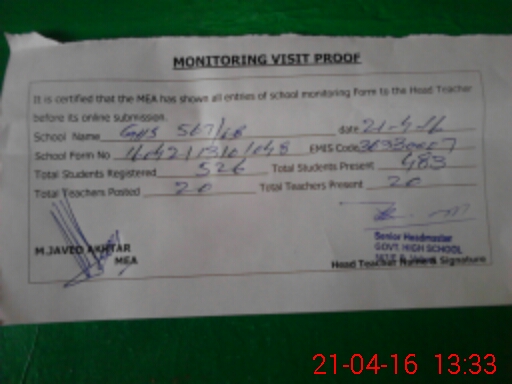 MONITORING VISIT PROOF
It is certified that the MEA has shown all entries of school monitoring Form to the Head Teacher
before its online submission.
School Name GHS 567/GB date 21-4-16
School Form No EMIS Code
Total Students Registered 526 Total Students Present 483
Total Teachers Posted 20 Total Teachers Present 20
M.JAVED AKHTAR
MEA
Senior Headmaster
GOVT. HIGH SCHOOL
Head Teacher Name & Signature
21-04-16 13:33